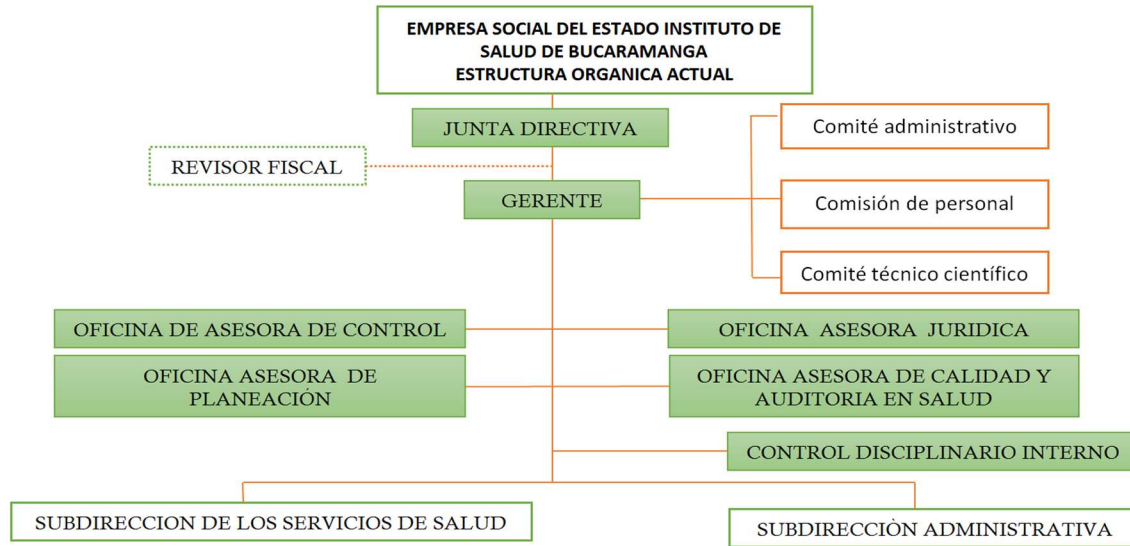 EMPRESA SOCIAL DEL ESTADO INSTITUTO DE
SALUD DE BUCARAMANGA
ESTRUCTURA ORGANICA ACTUAL
JUNTA DIRECTIVA
Comité administrativo
REVISOR FISCAL
GERENTE
Comisión de personal
Comité técnico científico
OFICINA DE ASESORA DE CONTROL
OFICINA ASESORA JURIDICA
OFICINA ASESORA DE
PLANEACIÓN
OFICINA ASESORA DE CALIDAD Y
AUDITORIA EN SALUD
CONTROL DISCIPLINARIO INTERNO
SUBDIRECCION DE LOS SERVICIOS DE SALUD
SUBDIRECCIÒN ADMINISTRATIVA